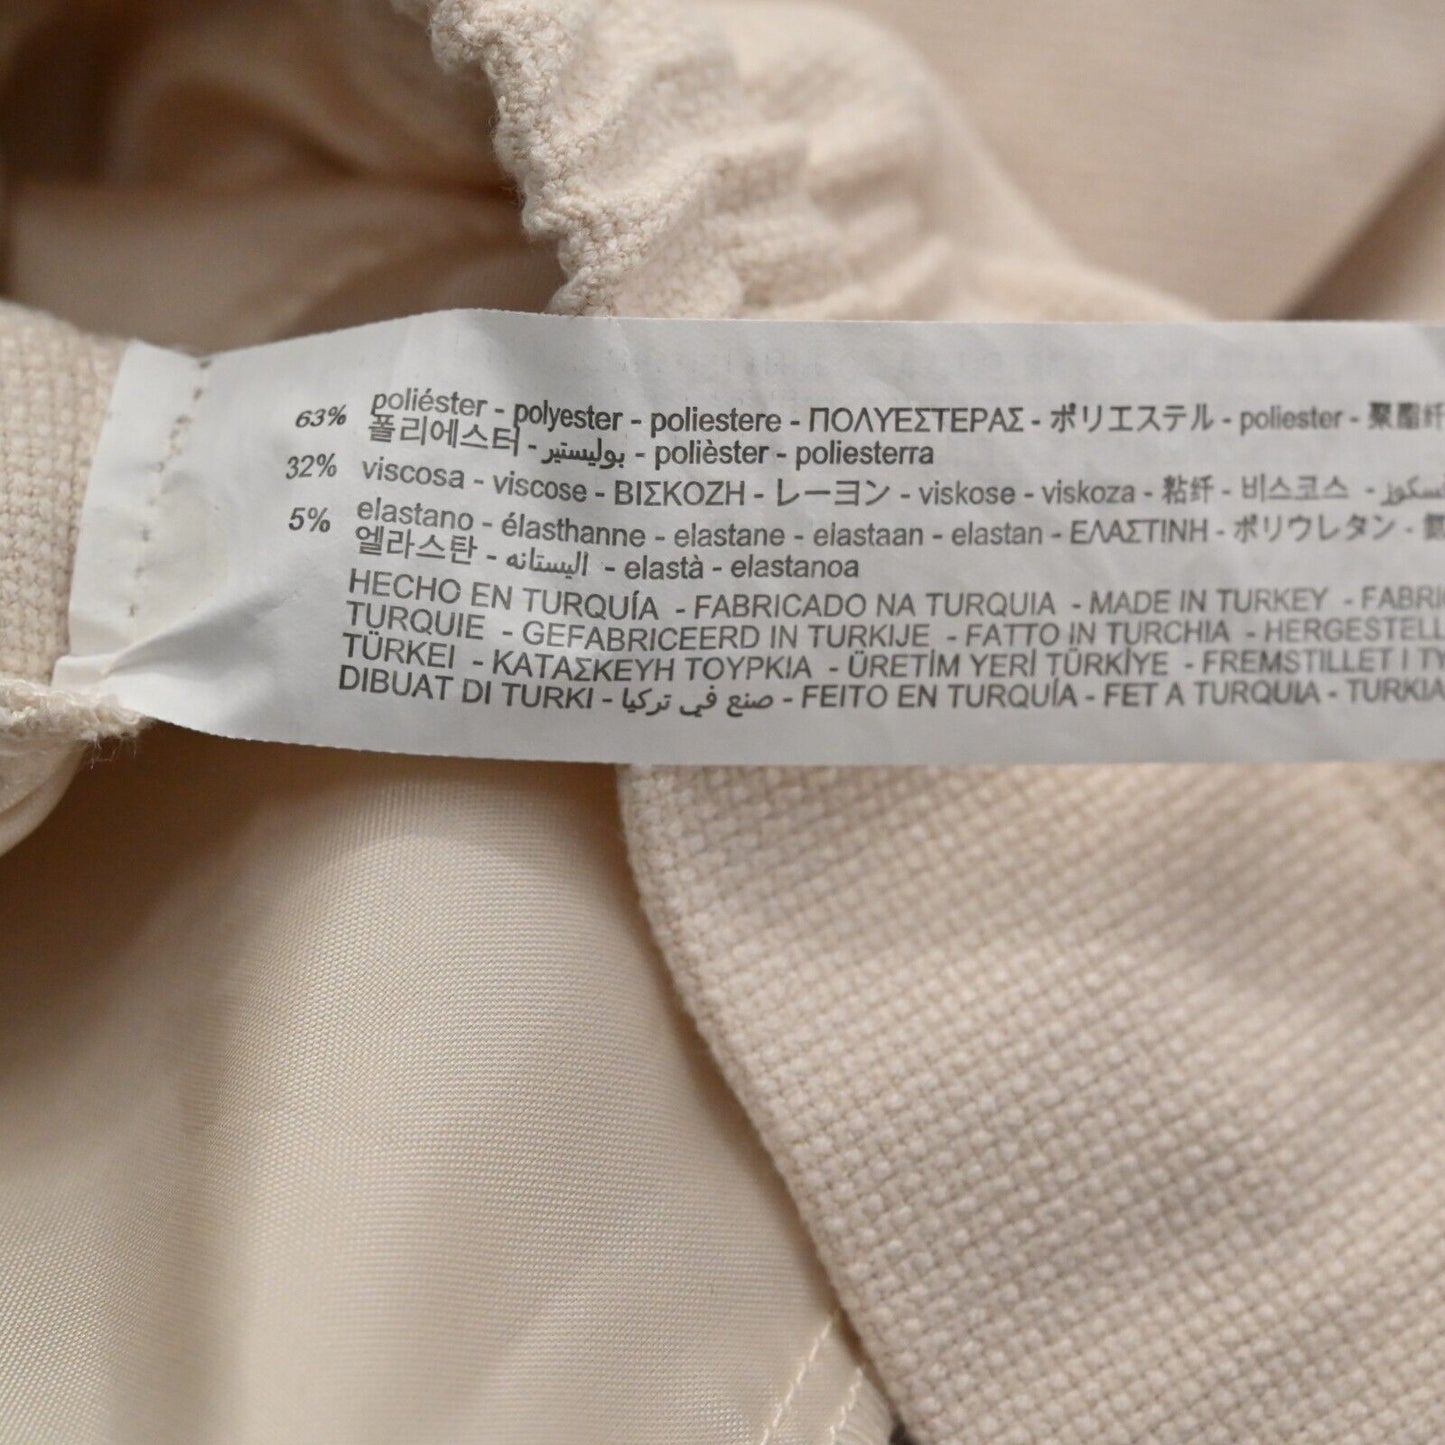 63% poliéster - polyester - poliestere - ΠΟΛΥΕΣΤΕΡΑΣ - ポリエステル - poliester - 聚酯纤
폴리에스터 - بوليستير - polièster - poliesterra
32% viscosa - viscose - ΒΙΣΚΟΖΗ - レーヨン - viskose - viskoza - 粘纤 - 비스코스 -
5% elastano - élasthanne - elastane - elastaan - elastan - ΕΛΑΣΤΙΝΗ - ポリウレタン -
엘라스탄 - اليستانه - elastà - elastanoa
HECHO EN TURQUÍA - FABRICADO NA TURQUIA - MADE IN TURKEY - FABRI
TURQUIE - GEFABRICEERD IN TURKIJE - FATTO IN TURCHIA - HERGESTELL
TÜRKEI - ΚΑΤΑΣΚΕΥΗ ΤΟΥΡΚΙΑ - ÜRETİM YERİ TÜRKİYE - FREMSTILLET I TY
DIBUAT DI TURKI - صنع في تركيا - FEITO EN TURQUÍA - FET A TURQUIA - TURKIA